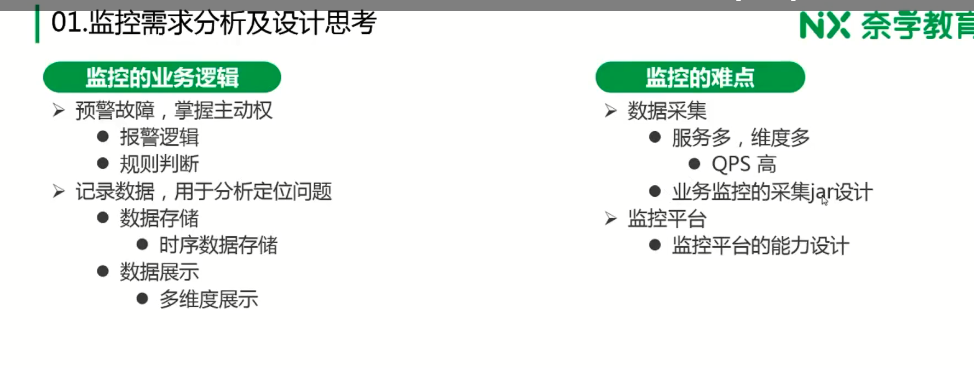 01.监控需求分析及设计思考
NX 奈学教育
监控的业务逻辑
预警故障，掌握主动权
报警逻辑
规则判断
记录数据，用于分析定位问题
数据存储
时序数据存储
数据展示
多维度展示
监控的难点
数据采集
服务多，维度多
QPS 高
业务监控的采集jar设计
监控平台
监控平台的能力设计